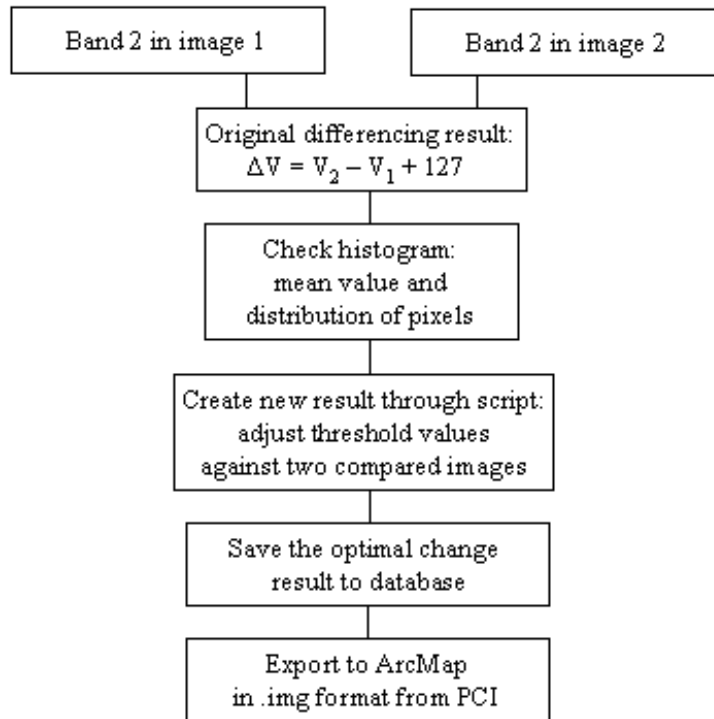 Band 2 in image 1
Band 2 in image 2
Original differencing result:
ΔV = V₂ – V₁ + 127
Check histogram:
mean value and
distribution of pixels
Create new result through script:
adjust threshold values
against two compared images
Save the optimal change
result to database
Export to ArcMap
in .img format from PCI